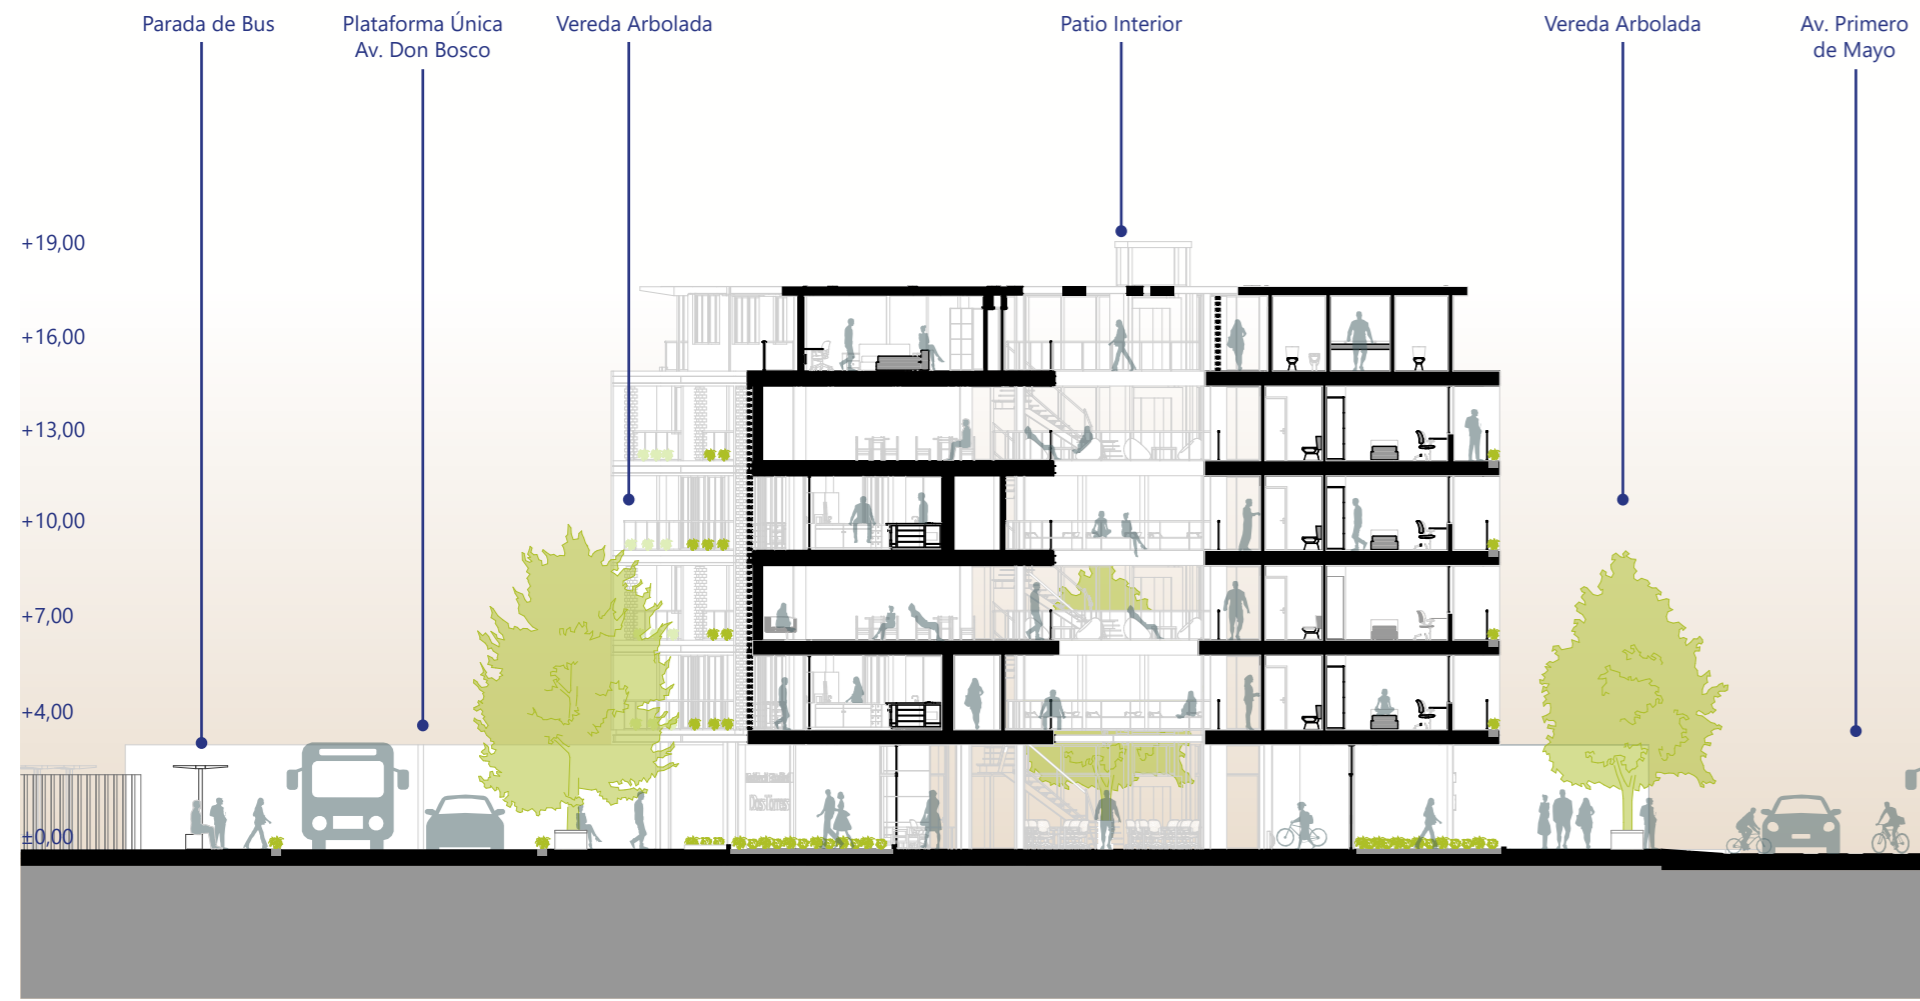 Parada de Bus
Plataforma Única
Av. Don Bosco
Vereda Arbolada
Patio Interior
Vereda Arbolada
Av. Primero
de Mayo
+19,00
+16,00
+13,00
+10,00
+7,00
+4,00
±0,00